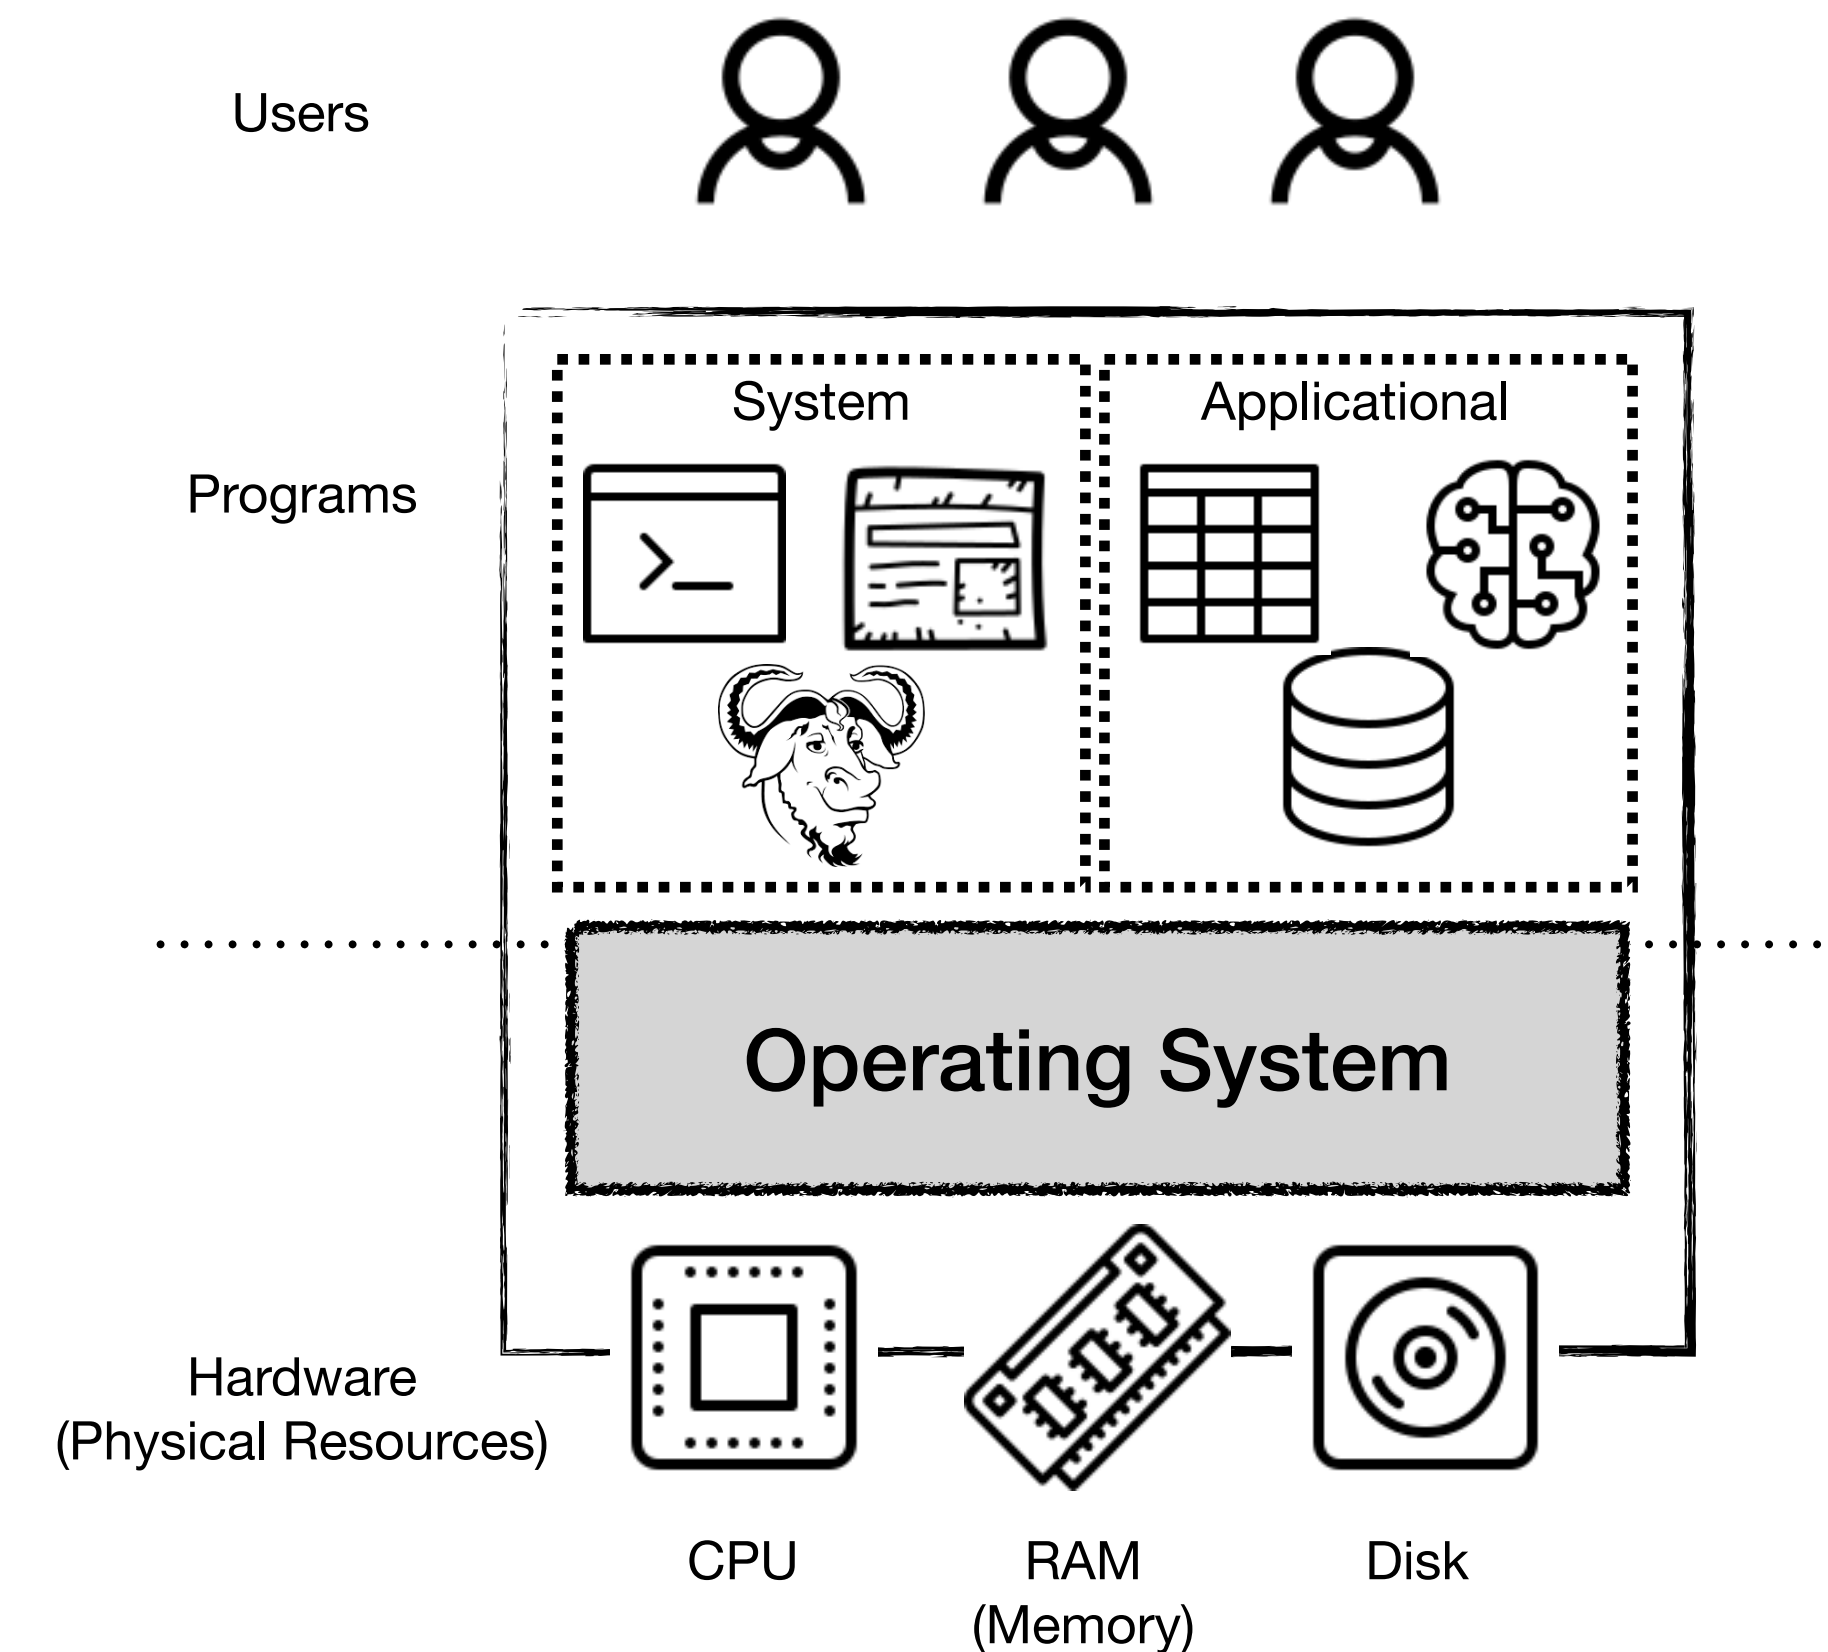 Users
System
Applicational
Programs
Operating System
Hardware
(Physical Resources)
CPU
RAM
(Memory)
Disk